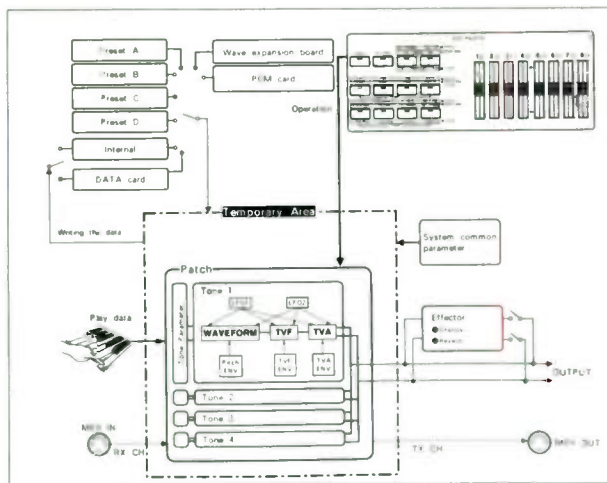 Preset A
Preset B
Preset C
Preset D
Internal
DATA card
Wave expansion board
PCM card
Operation
Writing the data
Temporary Area
System common
parameter
Patch
Tone Parameter
Tone 1
LFO1
LFO2
WAVEFORM
TVF
TVA
Pitch
ENV
TVF
ENV
TVA
ENV
Tone 2
Tone 3
Tone 4
Play data
MIDI IN
RX CH
Effector
Chorus
Reverb
OUTPUT
TX CH
MIDI OUT